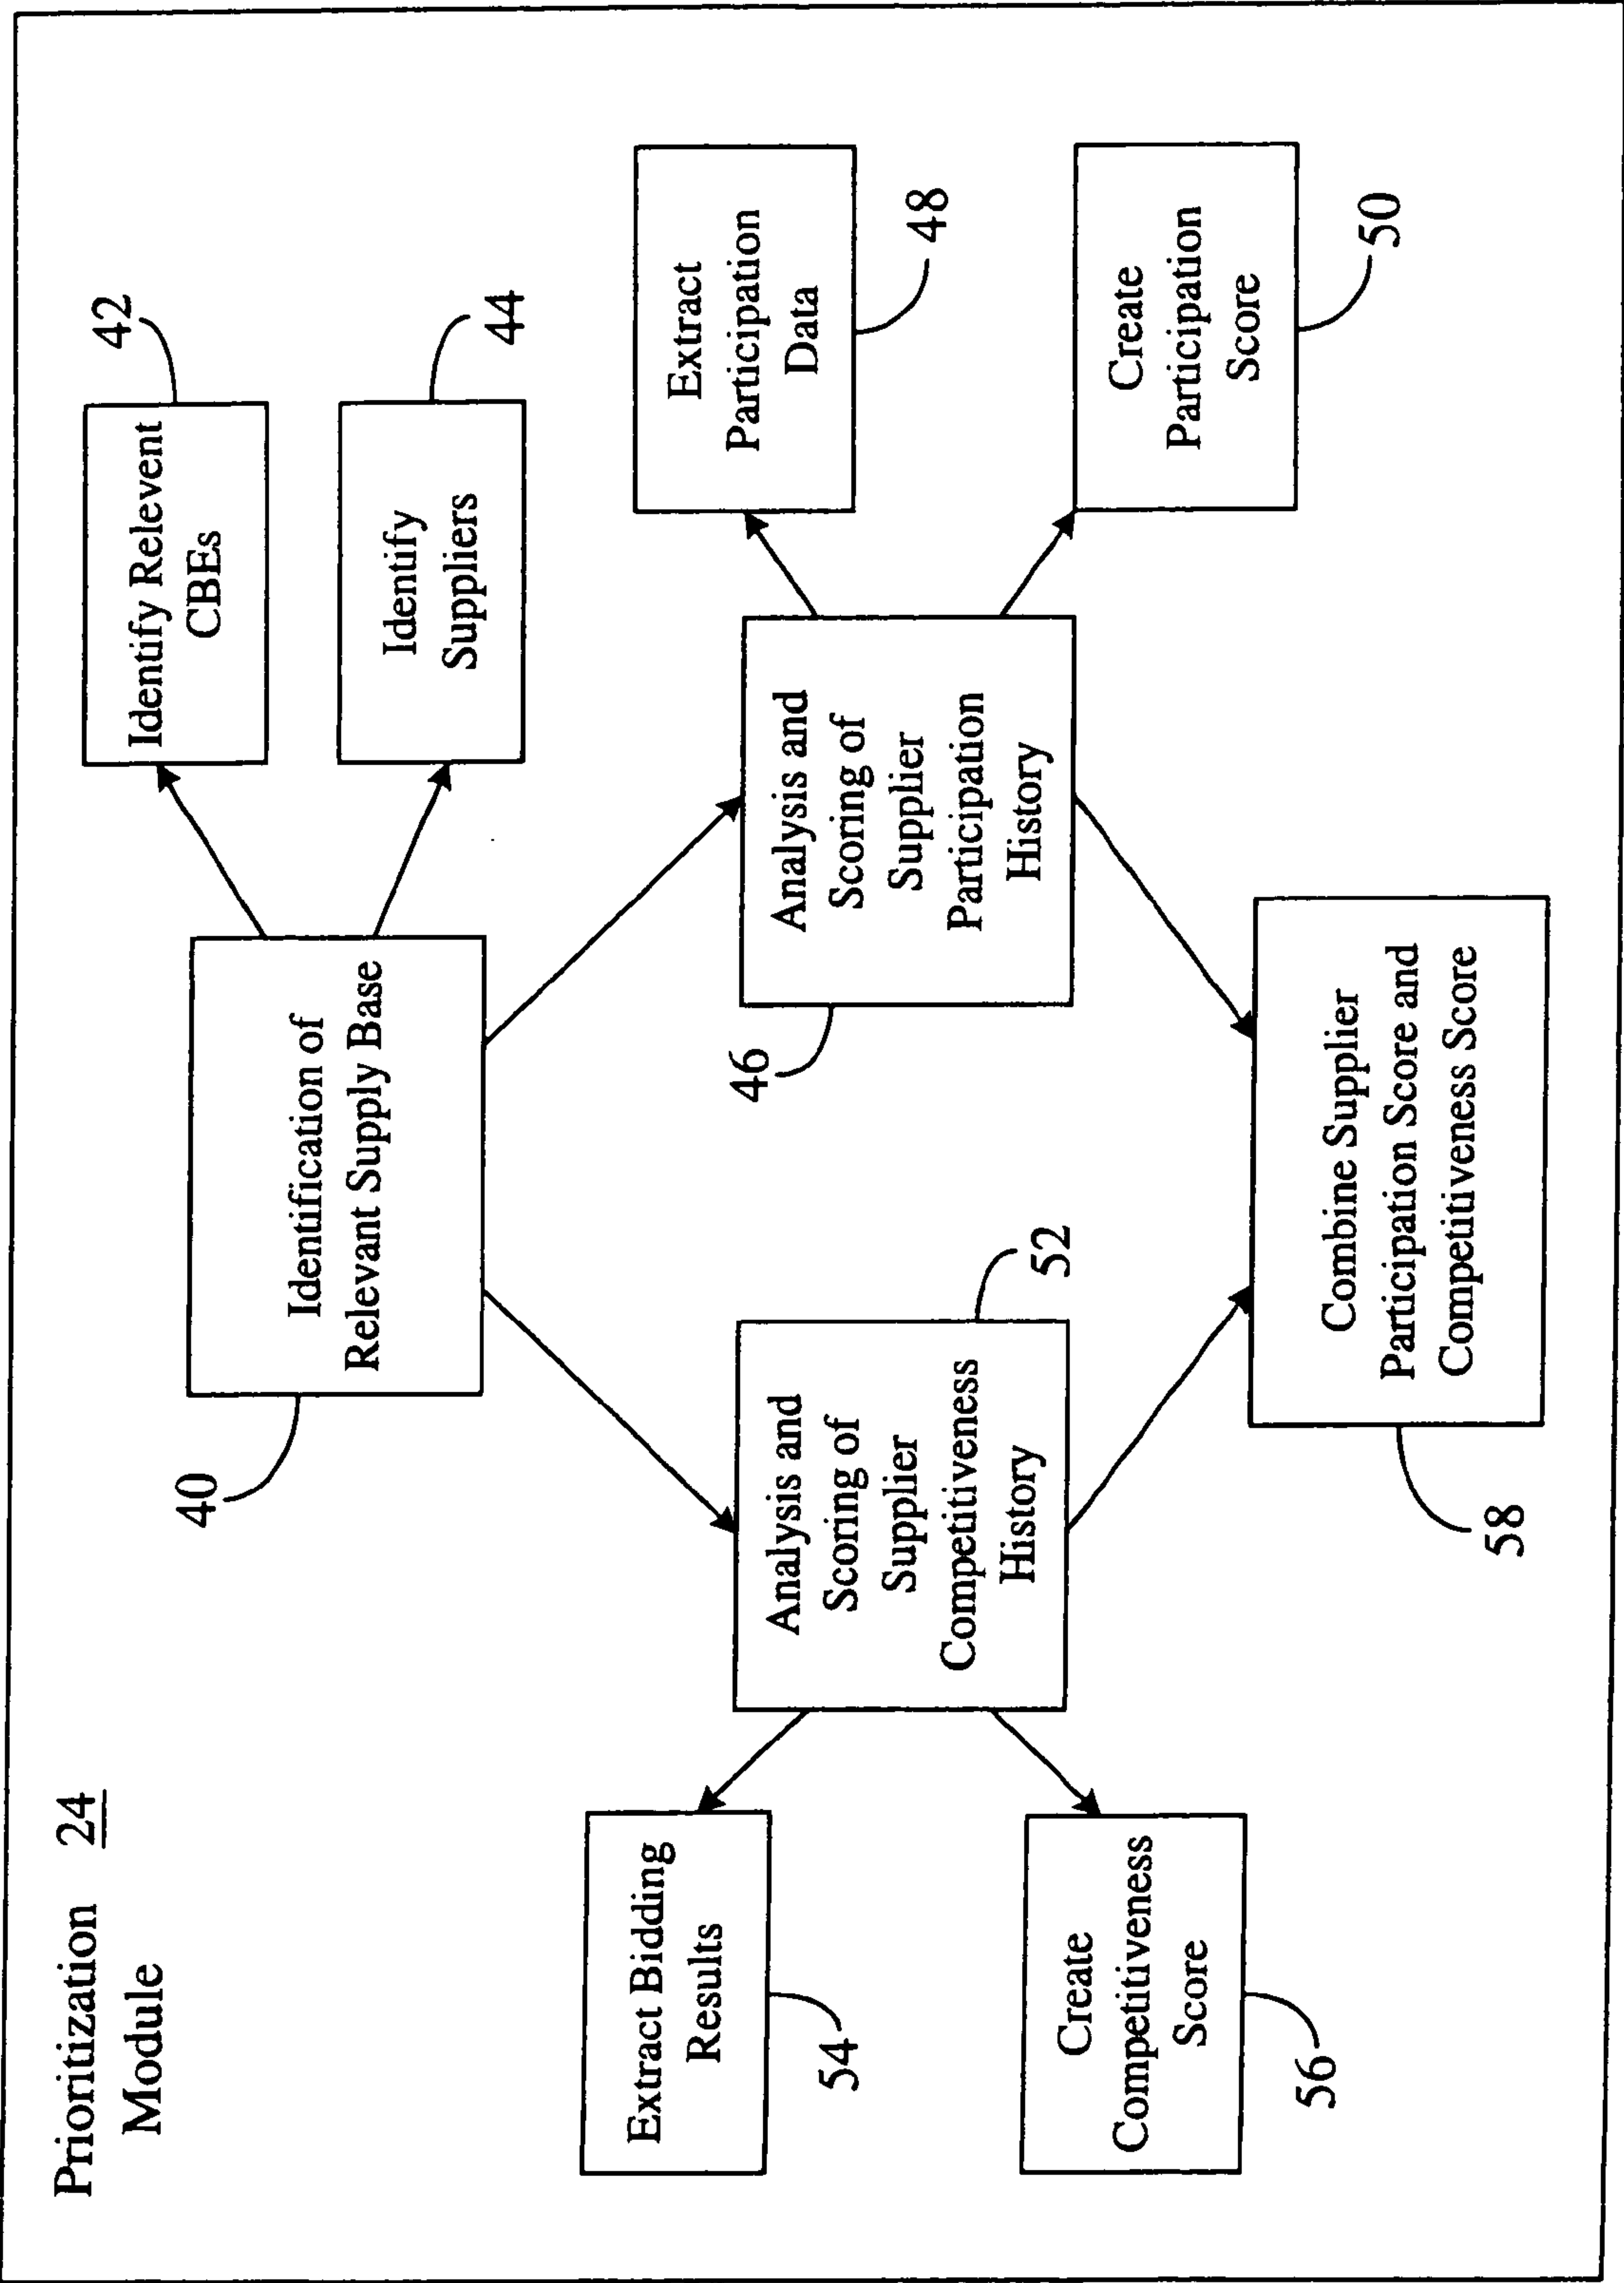 Prioritization 24
Module
40
Identification of
Relevant Supply Base
42
Identify Relevent
CBEs
44
Identify
Suppliers
52
Analysis and
Scoring of
Supplier
Competitiveness
History
46
Analysis and
Scoring of
Supplier
Participation
History
Extract Bidding
Results
54
Create
Competitiveness
Score
56
Extract
Participation
Data
48
Create
Participation
Score
50
Combine Supplier
Participation Score and
Competitiveness Score
58